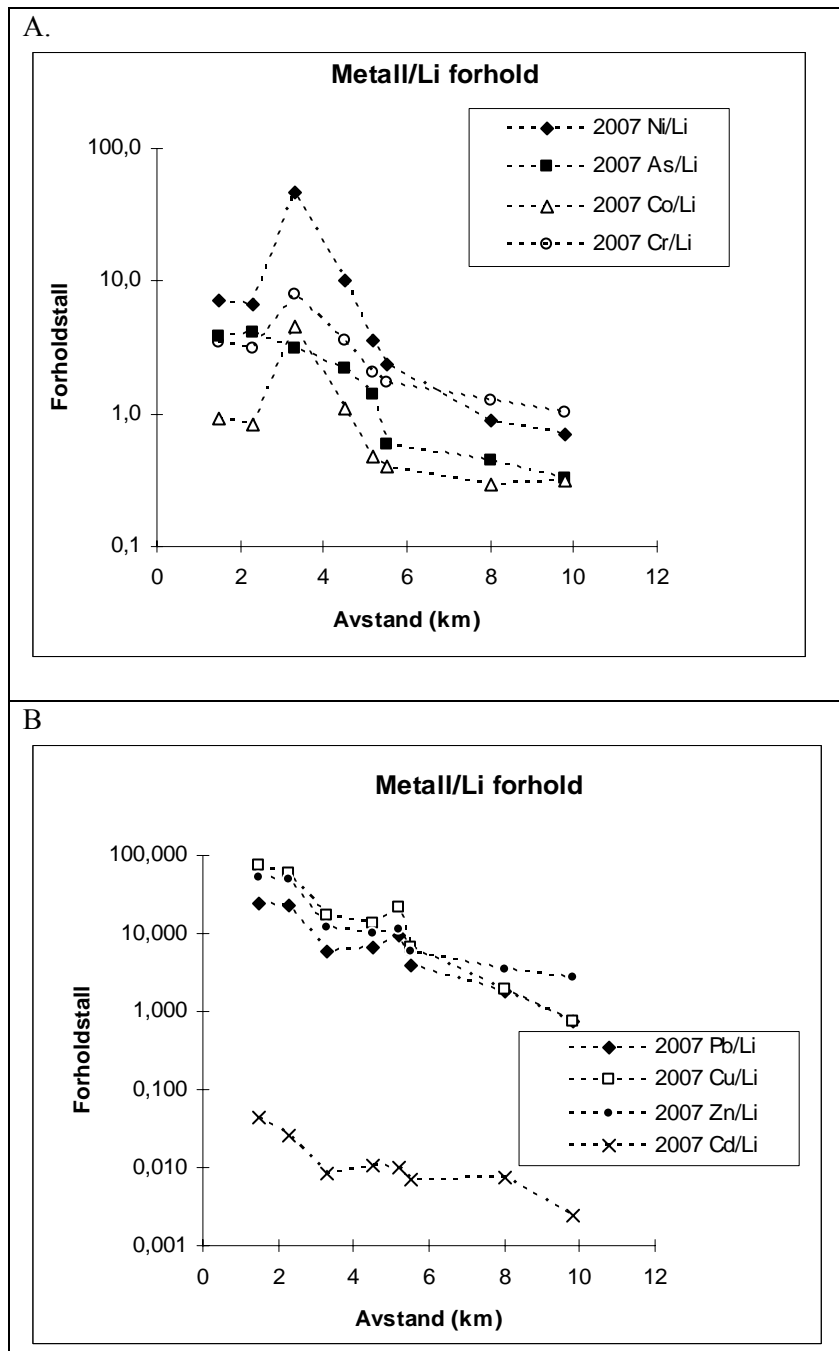 A.
Metall/Li forhold
2007 Ni/Li
2007 As/Li
2007 Co/Li
2007 Cr/Li
100,0
10,0
1,0
0,1
Forholdstall
0 2 4 6 8 10 12
Avstand (km)
B
Metall/Li forhold
100,000
10,000
1,000
0,100
0,010
0,001
Forholdstall
2007 Pb/Li
2007 Cu/Li
2007 Zn/Li
2007 Cd/Li
0 2 4 6 8 10 12
Avstand (km)